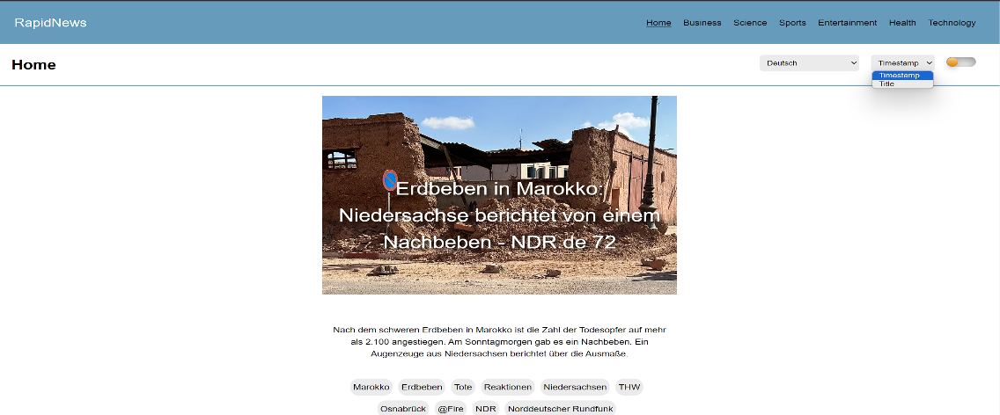 RapidNews
Home Business Science Sports Entertainment Health Technology
Home
Deutsch
Timestamp
Timestamp
Title
Erdbeben in Marokko:
Niedersachse berichtet von einem
Nachbeben - NDR.de 72
Nach dem schweren Erdbeben in Marokko ist die Zahl der Todesopfer auf mehr
als 2.100 angestiegen. Am Sonntagmorgen gab es ein Nachbeben. Ein
Augenzeuge aus Niedersachsen berichtet über die Ausmaße.
Marokko Erdbeben Tote Reaktionen Niedersachsen THW
Osnabrück @Fire NDR Norddeutscher Rundfunk